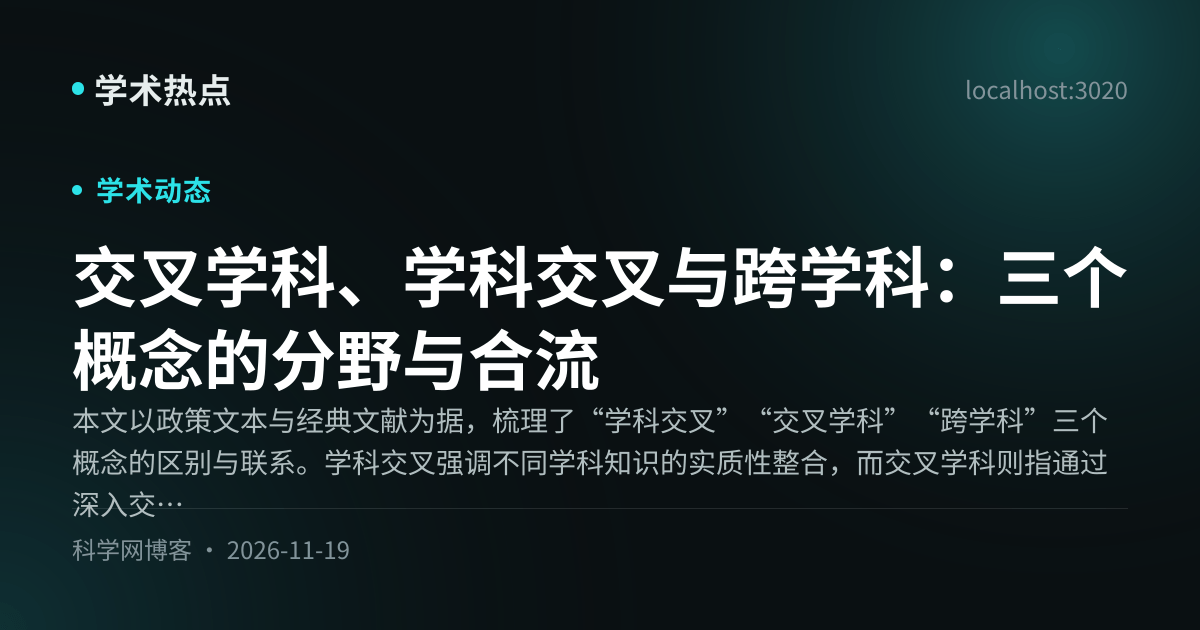 学术热点
localhost:3020
学术动态
交叉学科、学科交叉与跨学科：三个
概念的分野与合流
本文以政策文本与经典文献为据，梳理了“学科交叉”“交叉学科”“跨学科”三个
概念的区别与联系。学科交叉强调不同学科知识的实质性整合，而交叉学科则指通过
深入交…
科学网博客 · 2026-11-19